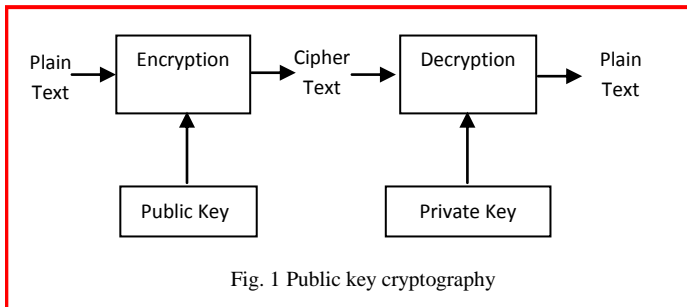 Plain
Text
Encryption
Cipher
Text
Decryption
Plain
Text
Public Key
Private Key
Fig. 1 Public key cryptography